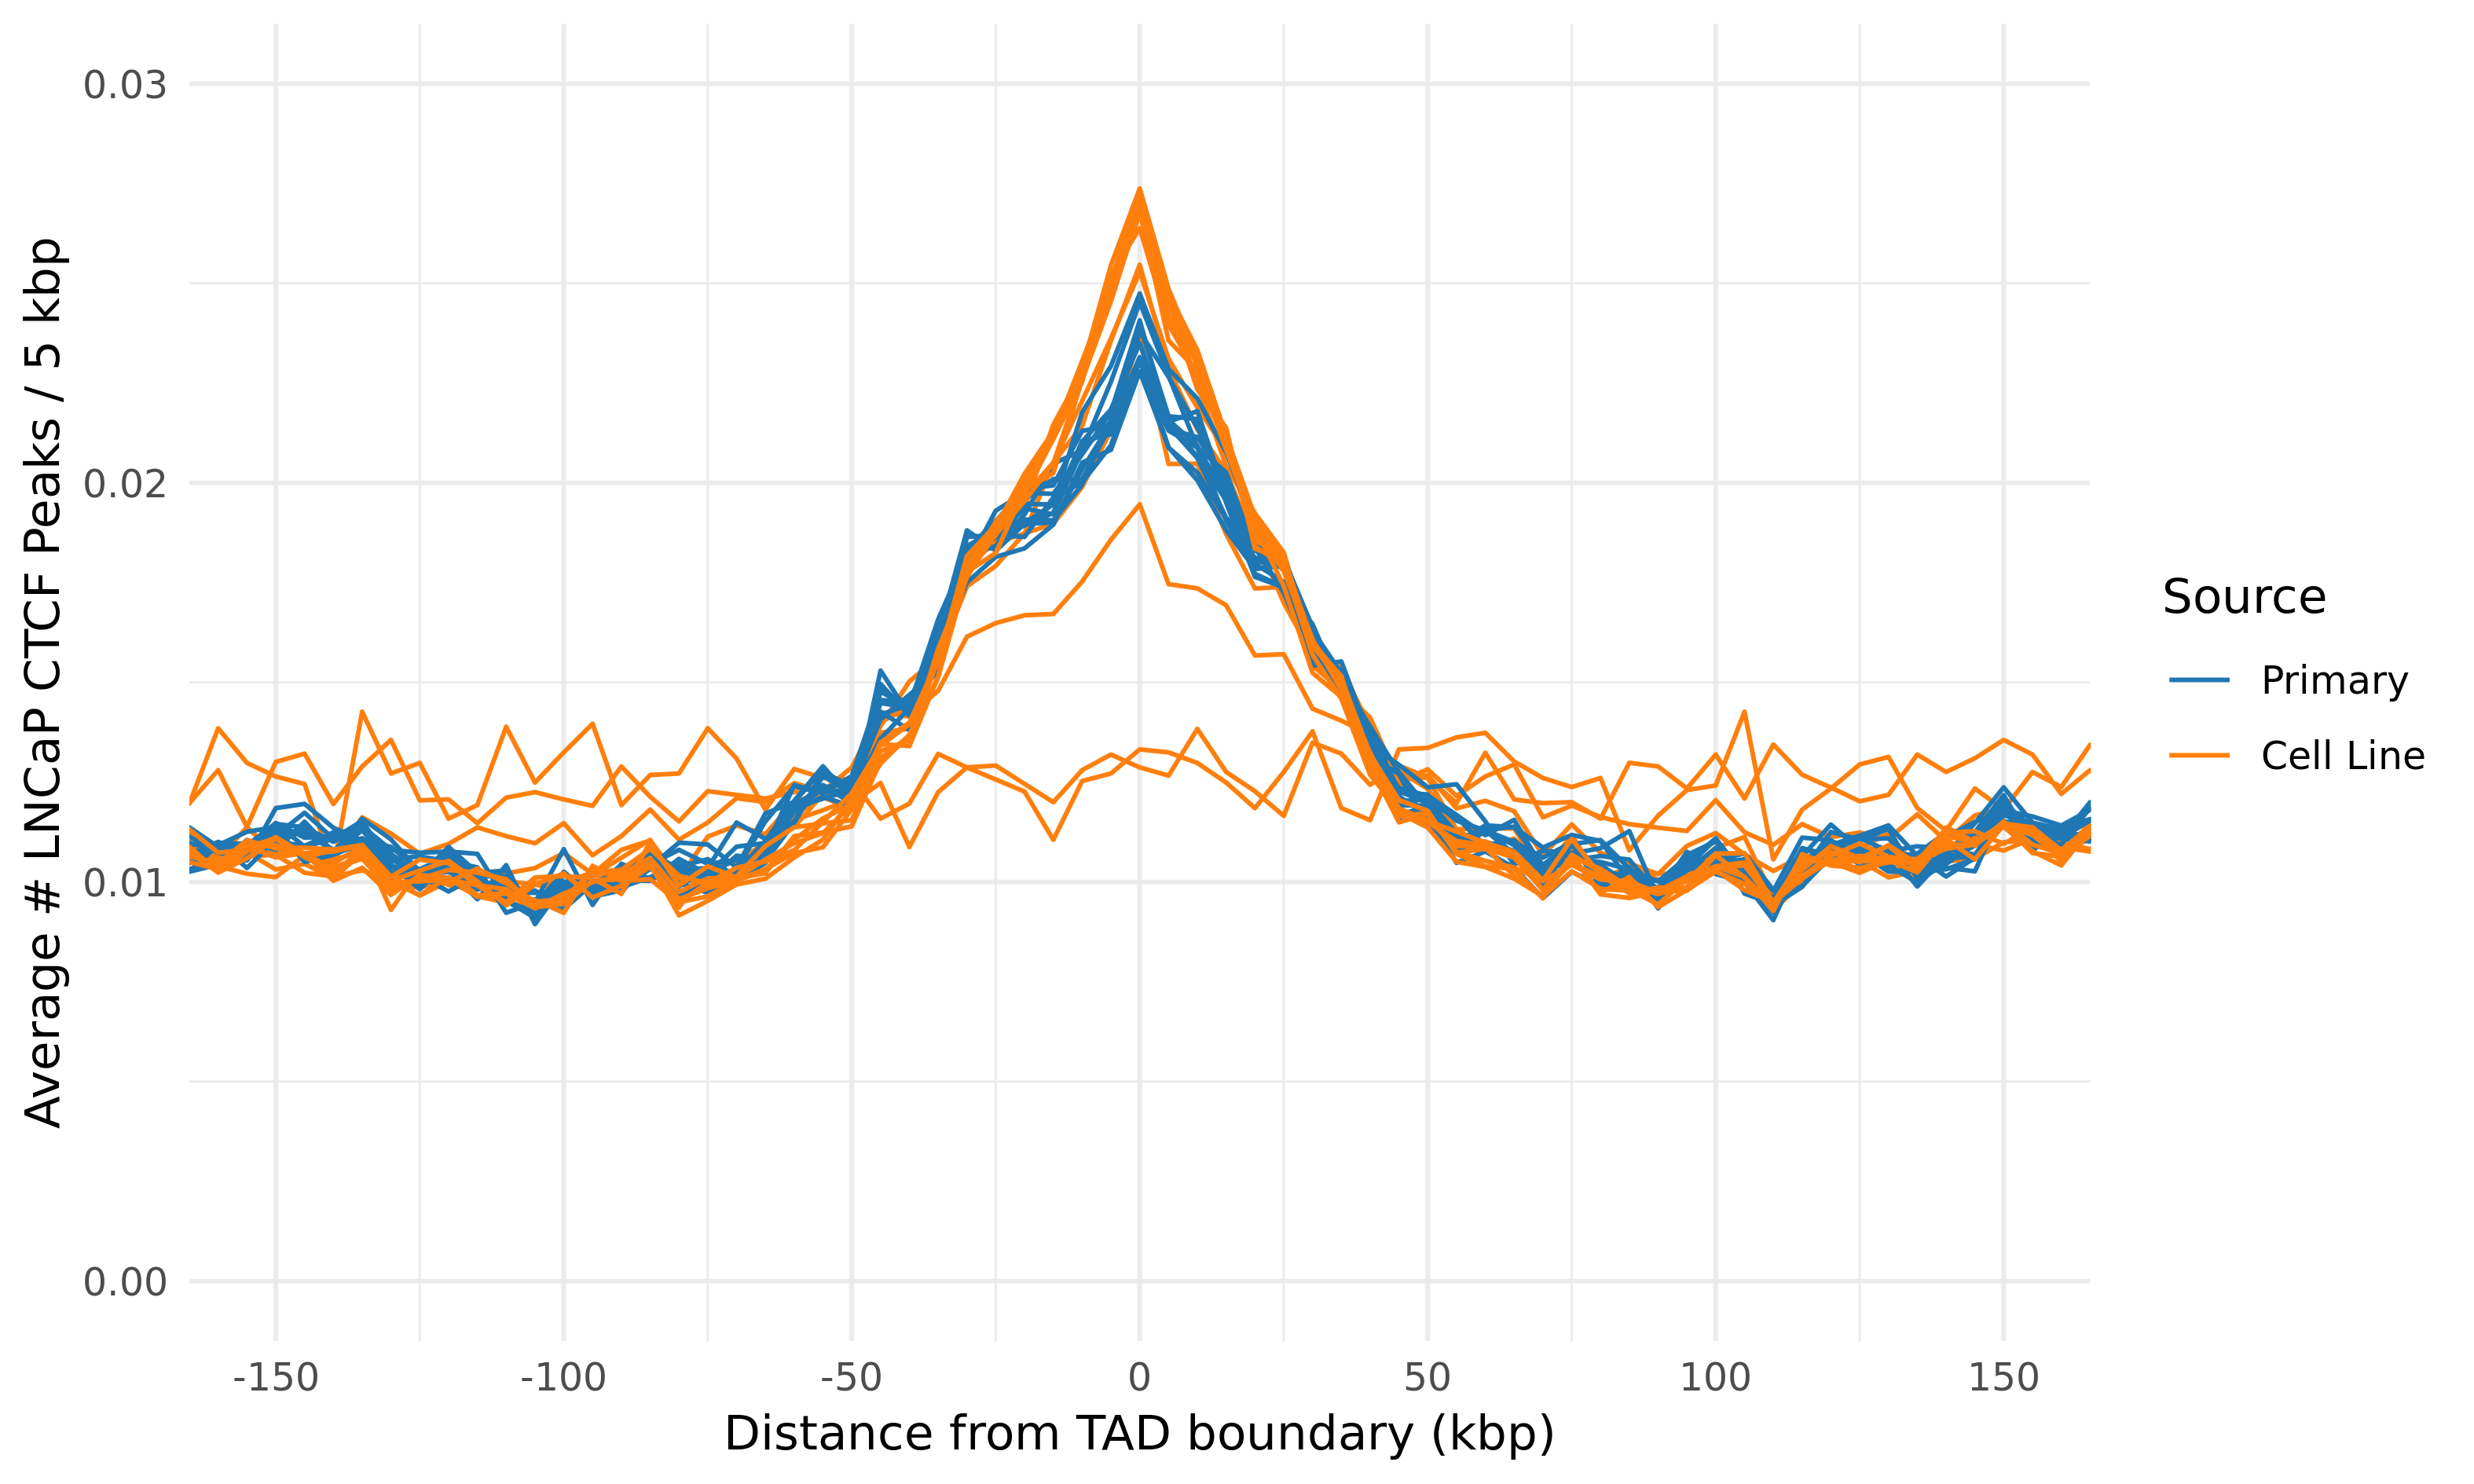 Average # LNCaP CTCF Peaks / 5 kbp
0.03
0.02
0.01
0.00
-150 -100 -50 0 50 100 150
Distance from TAD boundary (kbp)
Source
Primary
Cell Line